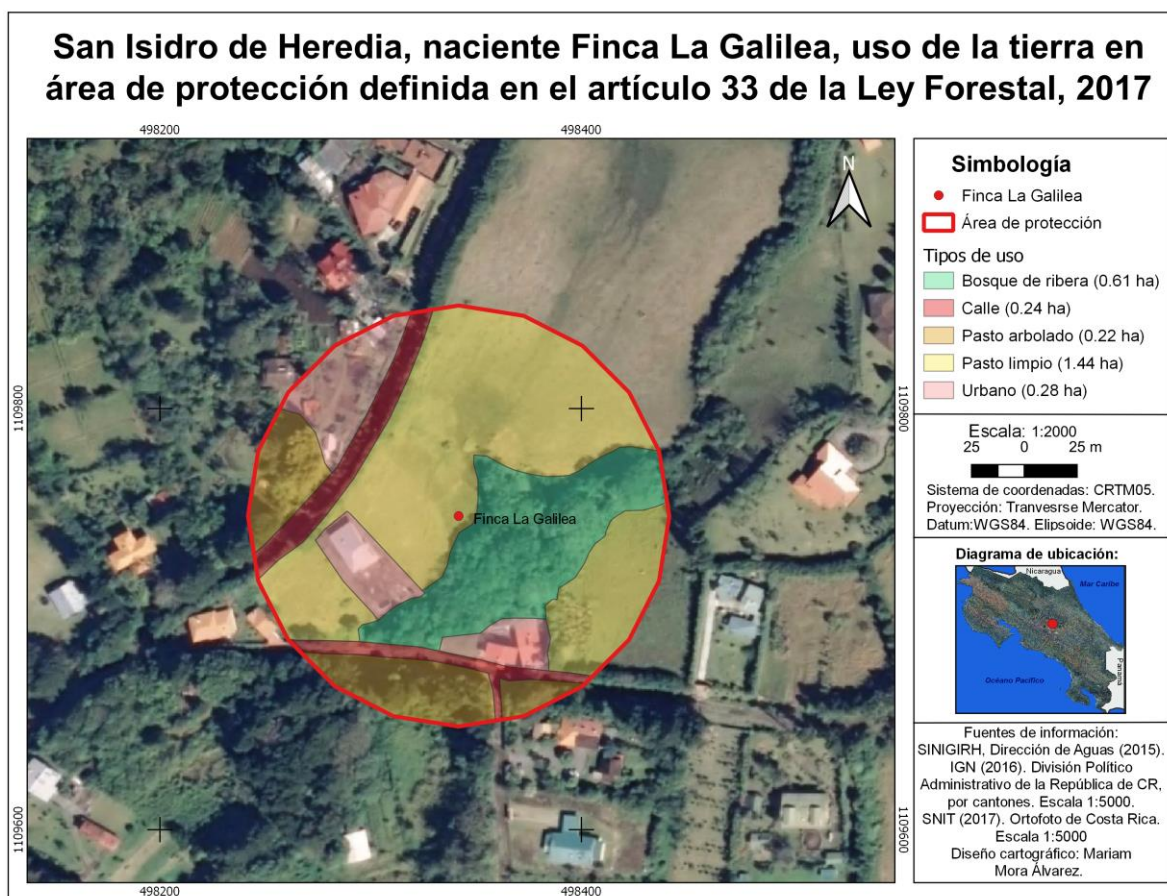 San Isidro de Heredia, naciente Finca La Galilea, uso de la tierra en
área de protección definida en el artículo 33 de la Ley Forestal, 2017
498200
498400
1109800
1109800
1109600
1109600
498200
498400
N
Finca La Galilea
Simbología
Finca La Galilea
Área de protección
Tipos de uso
Bosque de ribera (0.61 ha)
Calle (0.24 ha)
Pasto arbolado (0.22 ha)
Pasto limpio (1.44 ha)
Urbano (0.28 ha)
Escala: 1:2000
25 0 25 m
Sistema de coordenadas: CRTM05.
Proyección: Tranvesrse Mercator.
Datum:WGS84. Elipsoide: WGS84.
Diagrama de ubicación:
Nicaragua
Mar Caribe
Océano Pacífico
Panamá
Fuentes de información:
SINIGIRH, Dirección de Aguas (2015).
IGN (2016). División Político
Administrativo de la República de CR,
por cantones. Escala 1:5000.
SNIT (2017). Ortofoto de Costa Rica.
Escala 1:5000
Diseño cartográfico: Mariam
Mora Álvarez.